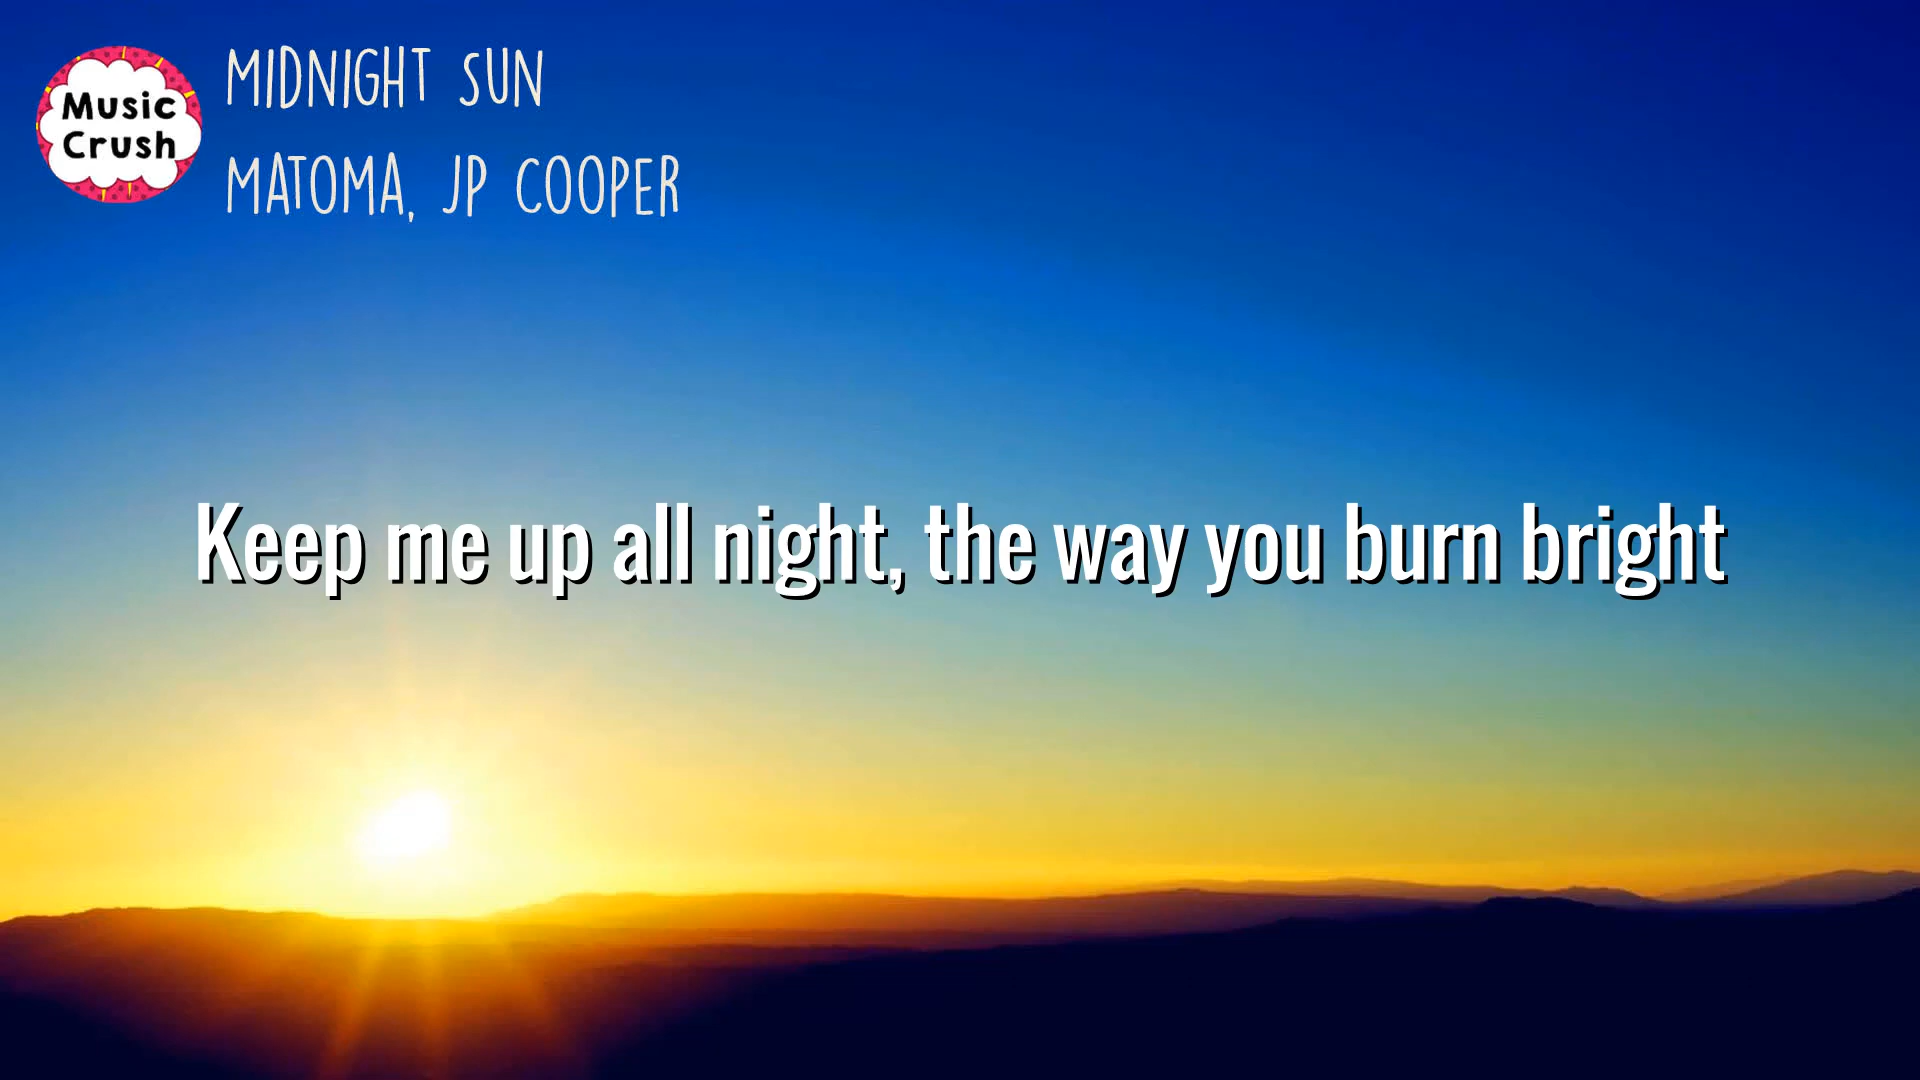 Music
Crush
MIDNIGHT SUN
MATOMA, JP COOPER
Keep me up all night, the way you burn bright